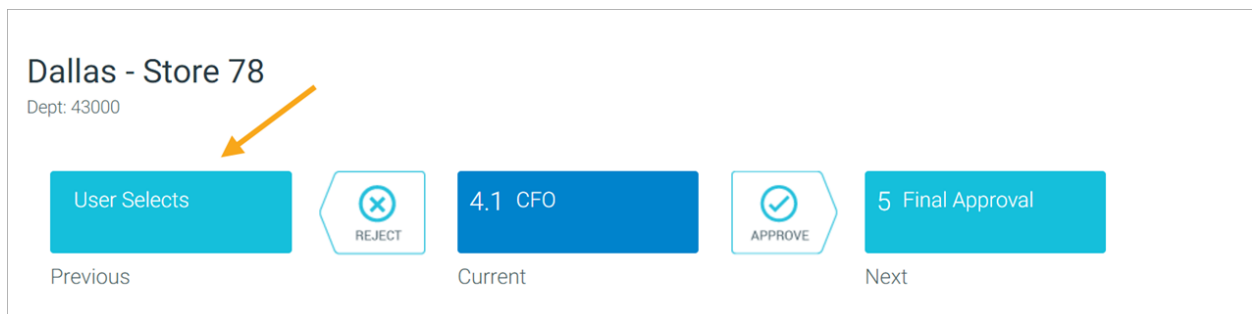 Dallas - Store 78
Dept: 43000
User Selects
REJECT
4.1 CFO
APPROVE
5 Final Approval
Previous
Current
Next